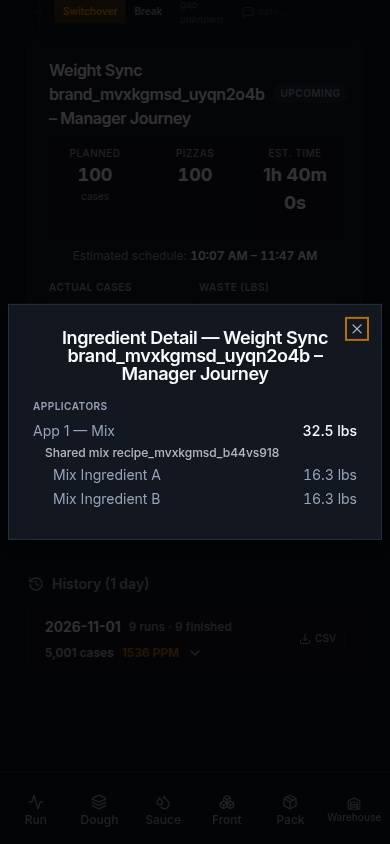 Switchover Break gap
unknown
Weight Sync
brand_mvxkgmsd_uyqn2o4b UPCOMING
– Manager Journey
PLANNED PIZZAS EST. TIME
100 100 1h 40m
cases 0s
Estimated schedule: 10:07 AM – 11:47 AM
ACTUAL CASES WASTE (LBS)
Ingredient Detail — Weight Sync
brand_mvxkgmsd_uyqn2o4b –
Manager Journey
APPLICATORS
App 1 — Mix 32.5 lbs
Shared mix recipe_mvxkgmsd_b44vs918
Mix Ingredient A 16.3 lbs
Mix Ingredient B 16.3 lbs
History (1 day)
2026-11-01 9 runs · 9 finished
CSV
5,001 cases 1536 PPM
Run Dough Sauce Front Pack Warehouse